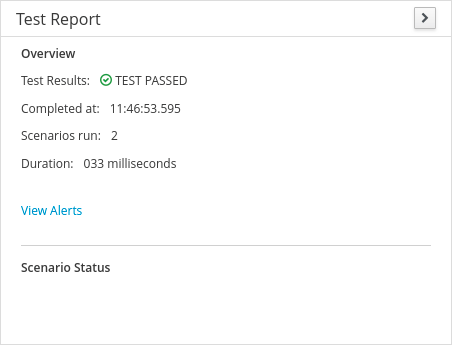 Test Report
Overview
Test Results: TEST PASSED
Completed at: 11:46:53.595
Scenarios run: 2
Duration: 033 milliseconds
View Alerts
Scenario Status